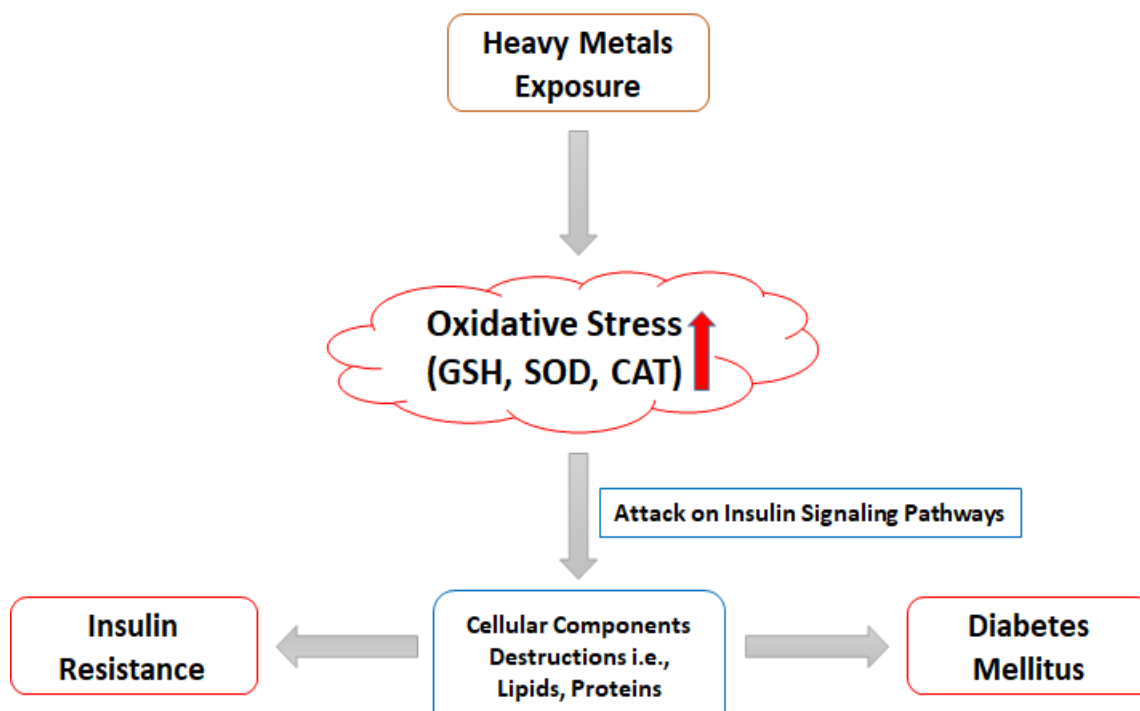 Heavy Metals
Exposure
Oxidative Stress
(GSH, SOD, CAT)
Attack on Insulin Signaling Pathways
Insulin
Resistance
Cellular Components
Destructions i.e.,
Lipids, Proteins
Diabetes
Mellitus